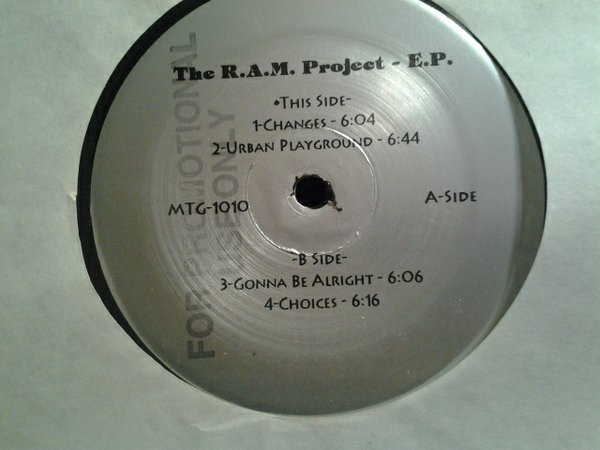 The R.A.M. Project - E.P.
•This Side-
1-Changes - 6:04
2-Urban Playground - 6:44
MTG-1010
A-Side
-B Side-
3-Gonna Be Alright - 6:06
4-Choices - 6:16
FOR PROMOTIONAL
USE ONLY